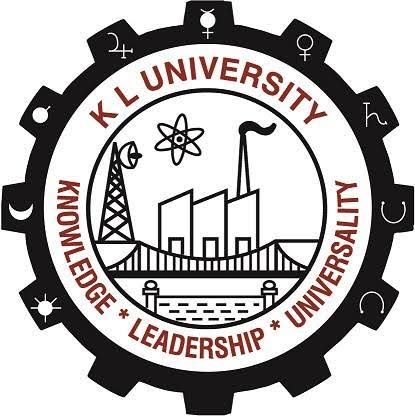 K L UNIVERSITY
KNOWLEDGE * LEADERSHIP * UNIVERSALITY